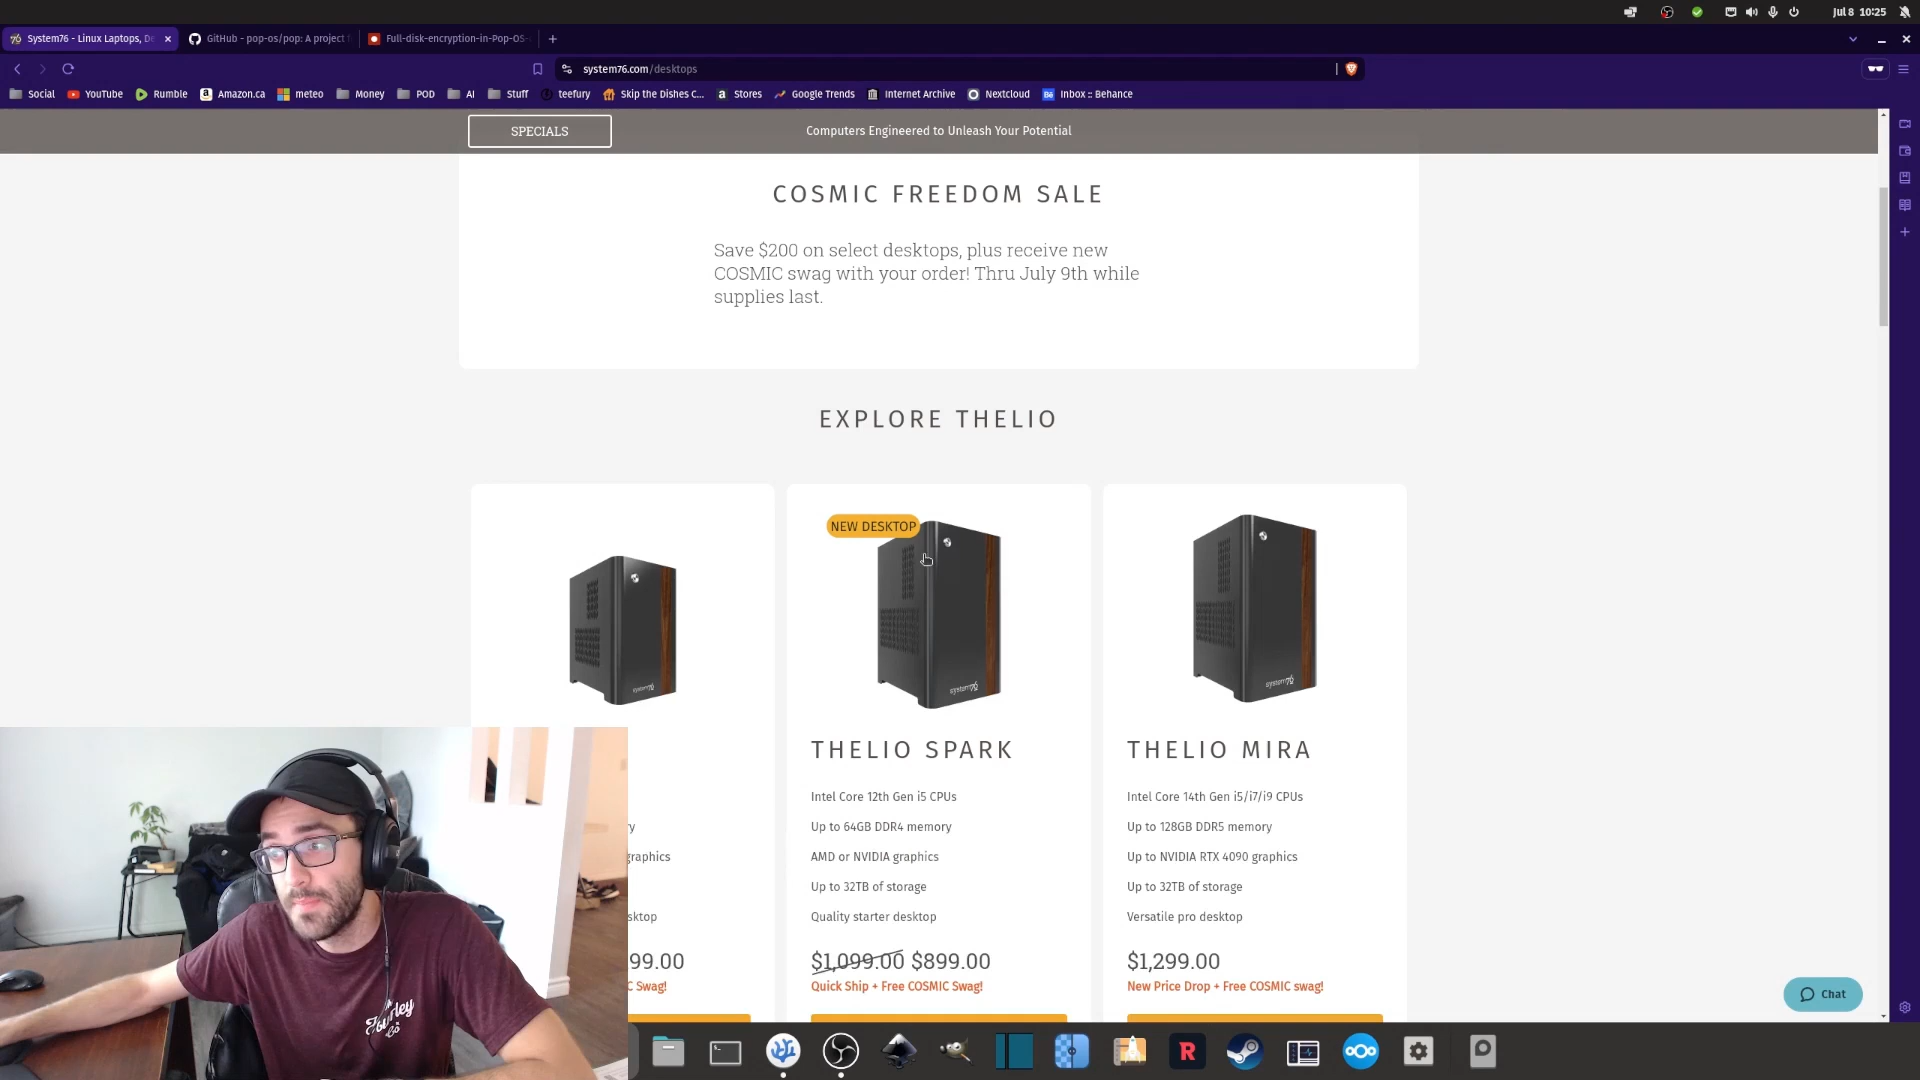 Jul 8 10:25
System76 - Linux Laptops, De
GitHub - pop-os/pop: A project f
Full-disk-encryption-in-Pop-OS-
system76.com/desktops
Social
YouTube
Rumble
Amazon.ca
meteo
Money
POD
AI
Stuff
teefury
Skip the Dishes C...
Stores
Google Trends
Internet Archive
Nextcloud
Inbox :: Behance
SPECIALS
Computers Engineered to Unleash Your Potential
COSMIC FREEDOM SALE
Save $200 on select desktops, plus receive new
COSMIC swag with your order! Thru July 9th while
supplies last.
EXPLORE THELIO
NEW DESKTOP
system76
system76
system76
THELIO SPARK
Intel Core 12th Gen i5 CPUs
Up to 64GB DDR4 memory
AMD or NVIDIA graphics
Up to 32TB of storage
Quality starter desktop
$1,099.00 $899.00
Quick Ship + Free COSMIC Swag!
THELIO MIRA
Intel Core 14th Gen i5/i7/i9 CPUs
Up to 128GB DDR5 memory
Up to NVIDIA RTX 4090 graphics
Up to 32TB of storage
Versatile pro desktop
$1,299.00
New Price Drop + Free COSMIC swag!
ry
graphics
sktop
99.00
C Swag!
Chat